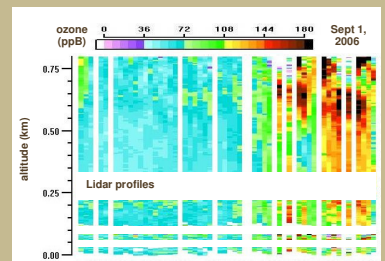 ozone (ppB)
0 36 72 108 144 180
Sept 1, 2006
altitude (km)
0.75
0.50
0.25
0.00
Lidar profiles